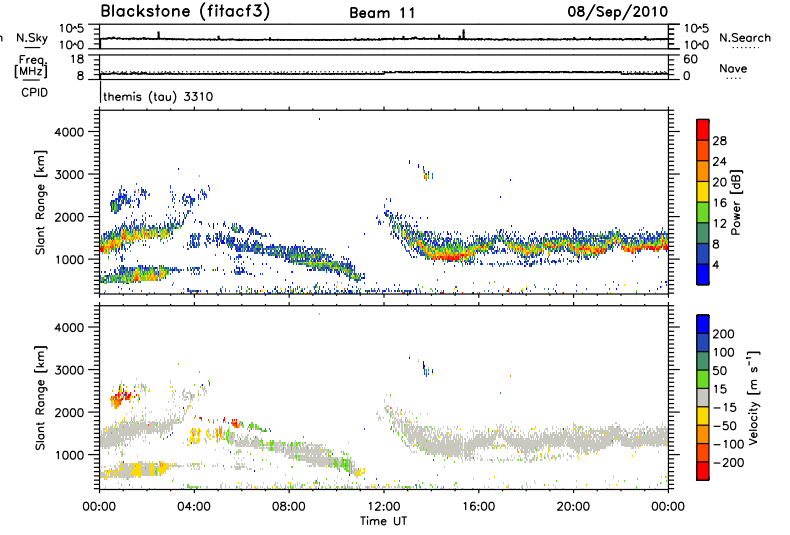 Blackstone (fitacf3) Beam 11 08/Sep/2010
N.Sky 10^5 10^0 10^5 10^0 N.Search
Freq. [MHz] 18 8 60 0 Nave
CPID themis (tau) 3310
Slant Range [km] 4000 3000 2000 1000
28 24 20 16 12 8 4 Power [dB]
Slant Range [km] 4000 3000 2000 1000
200 100 50 15 -15 -50 -100 -200 Velocity [m s⁻¹]
00:00 04:00 08:00 12:00 16:00 20:00 00:00
Time UT